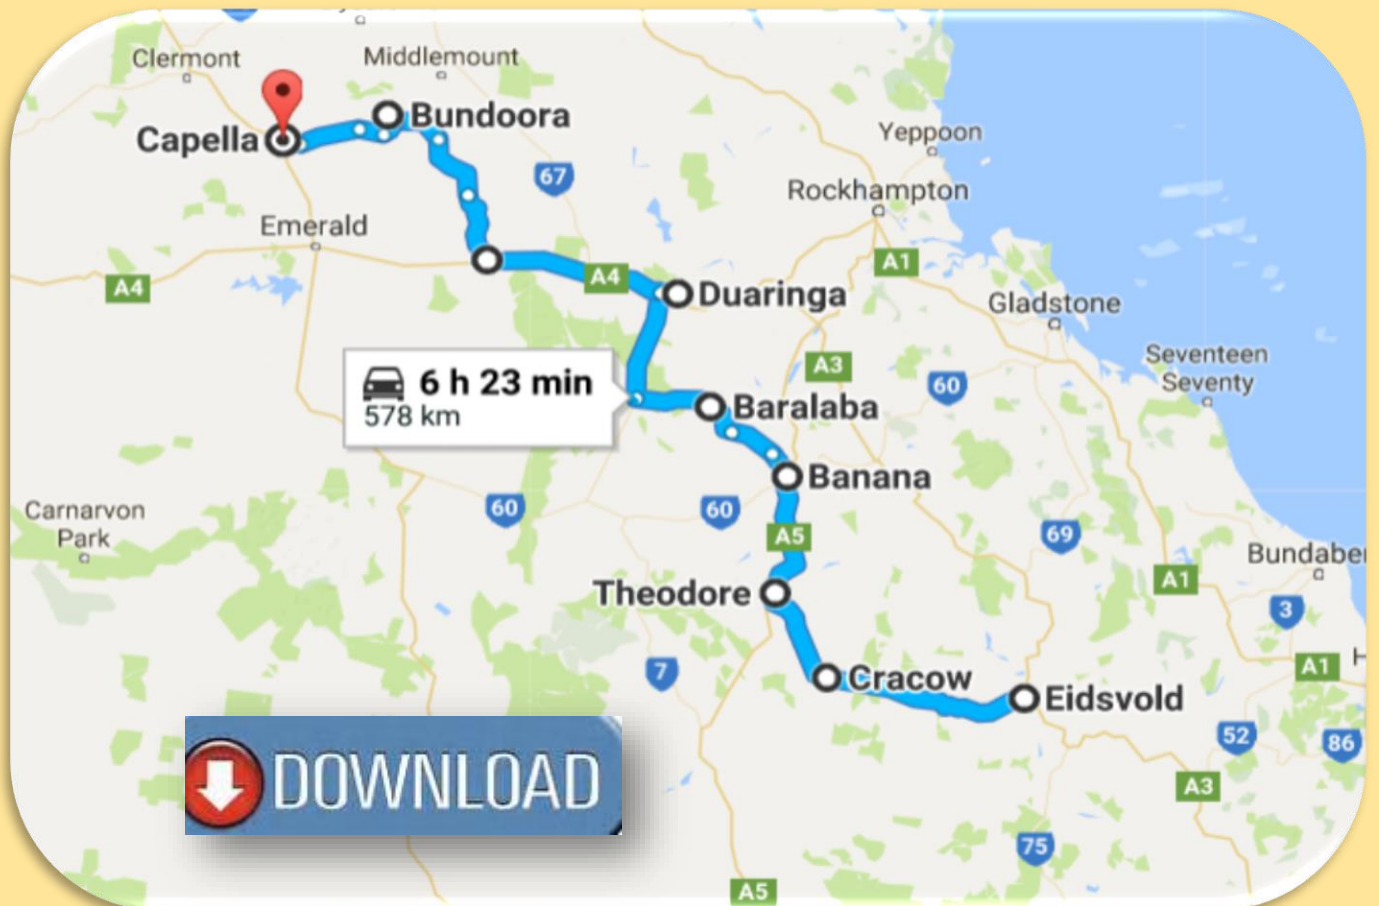 Clermont
Middlemount
Bundoora
Capella
Yeppoon
67
Rockhampton
Emerald
A1
A4
A4
Duaringa
Gladstone
Seventeen
Seventy
A3
6 h 23 min
578 km
60
Baralaba
Banana
Carnarvon
Park
60
60
A5
69
Bundaber
A1
Theodore
3
7
A1
H
Cracow
Eidsvold
52
86
DOWNLOAD
A3
75
A5